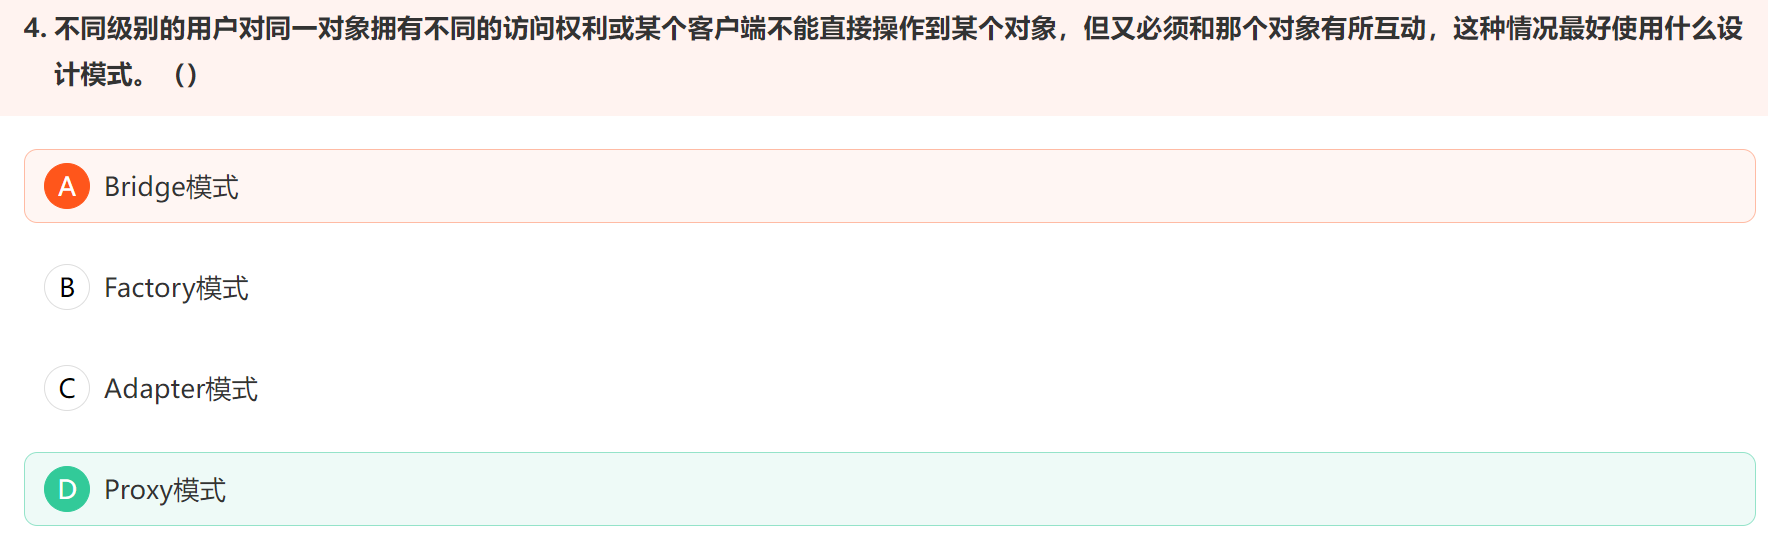 4. 不同级别的用户对同一对象拥有不同的访问权利或某个客户端不能直接操作到某个对象，但又必须和那个对象有所互动，这种情况最好使用什么设
计模式。（）
A Bridge模式
B Factory模式
C Adapter模式
D Proxy模式